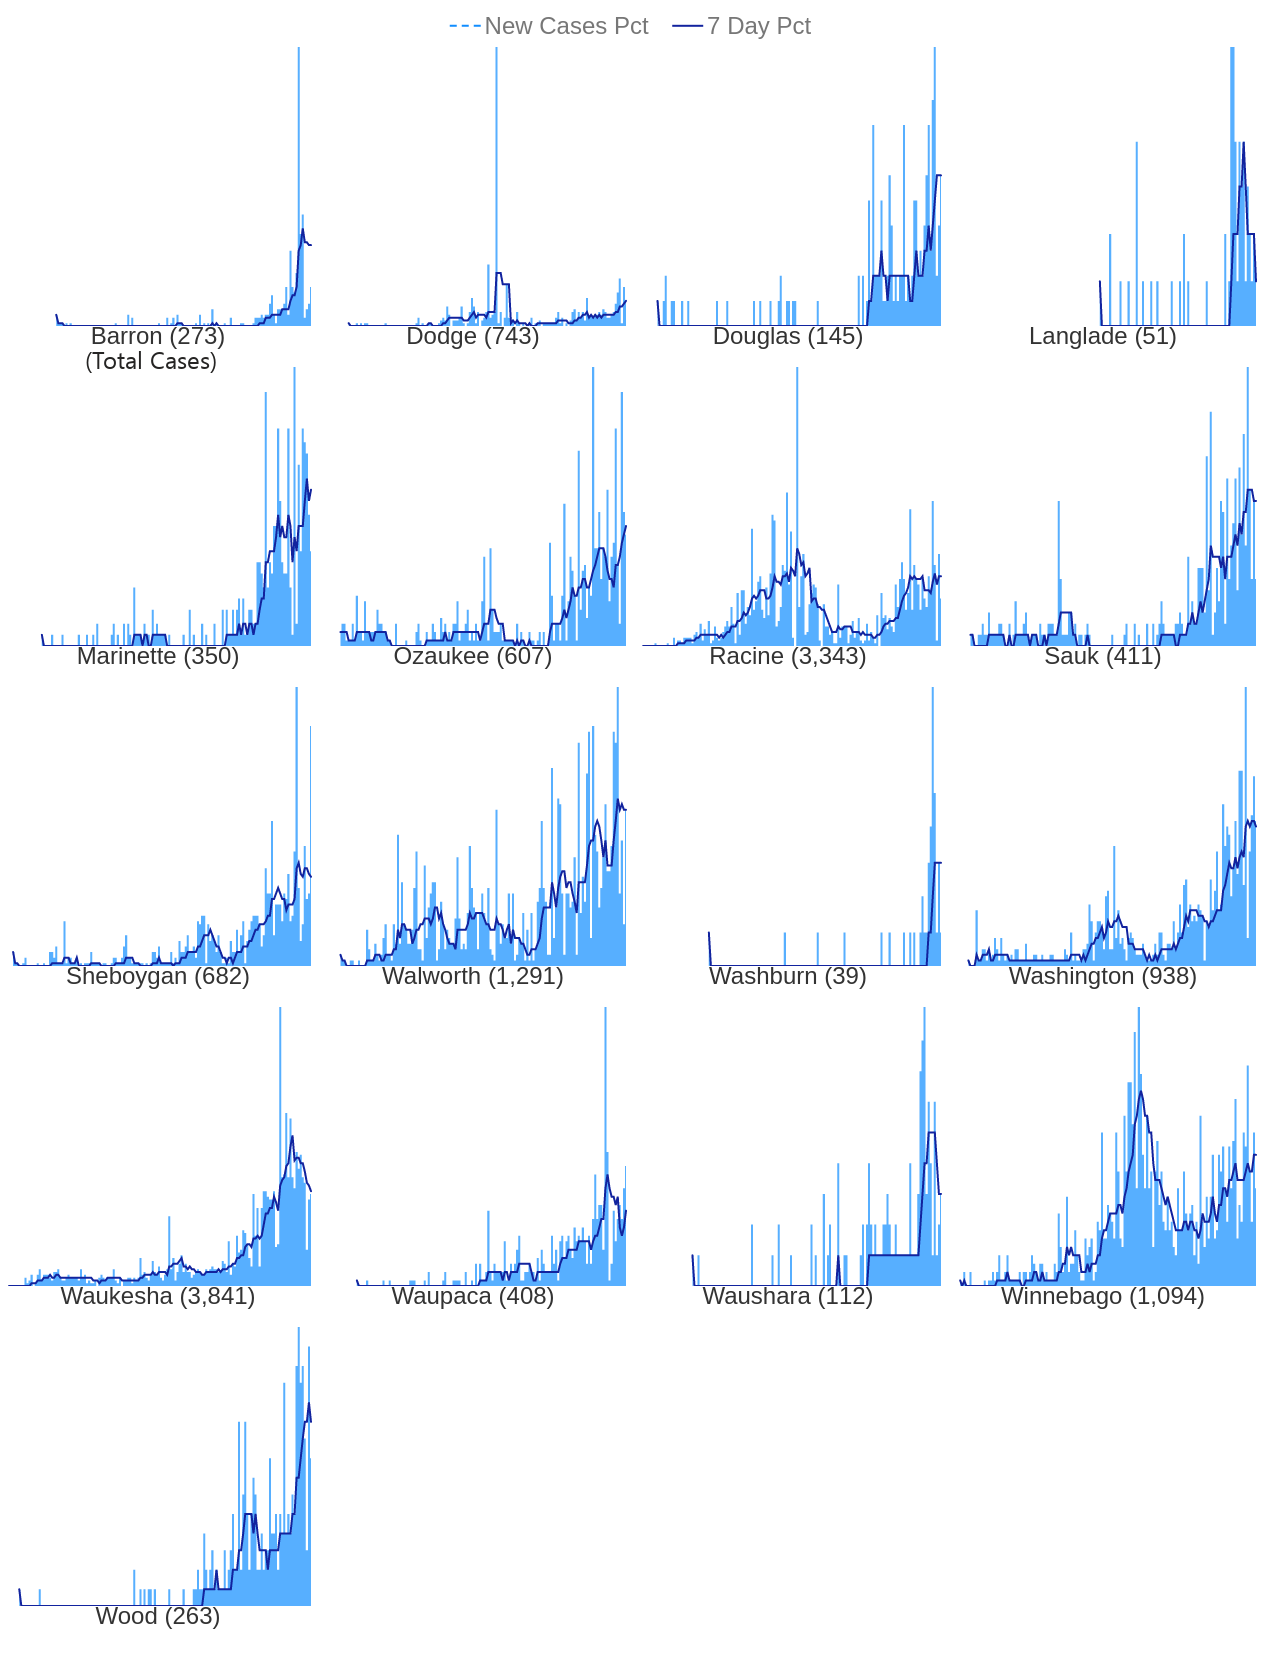 New Cases Pct 7 Day Pct
Barron (273) Dodge (743) Douglas (145) Langlade (51)
(Total Cases)
Marinette (350) Ozaukee (607) Racine (3,343) Sauk (411)
Sheboygan (682) Walworth (1,291) Washburn (39) Washington (938)
Waukesha (3,841) Waupaca (408) Waushara (112) Winnebago (1,094)
Wood (263)